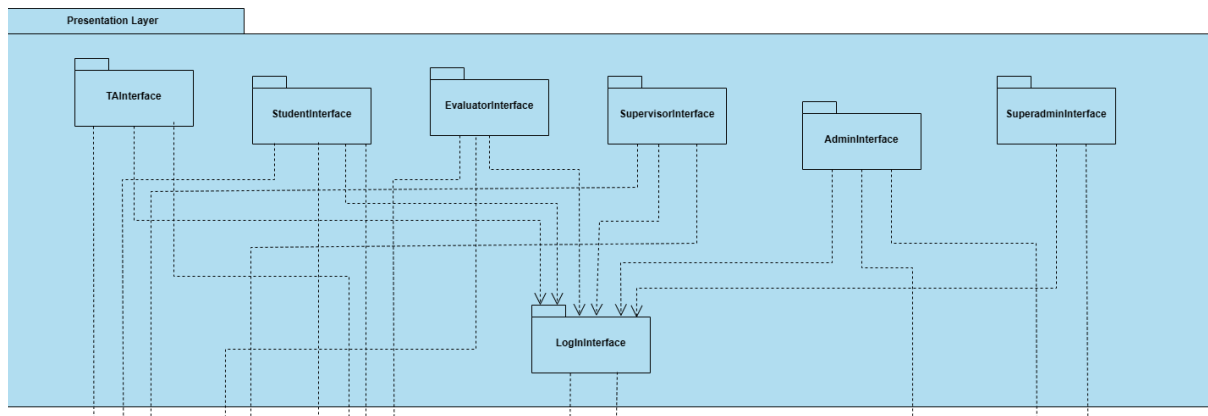 Presentation Layer
TAInterface
StudentInterface
EvaluatorInterface
SupervisorInterface
AdminInterface
SuperadminInterface
LogInInterface